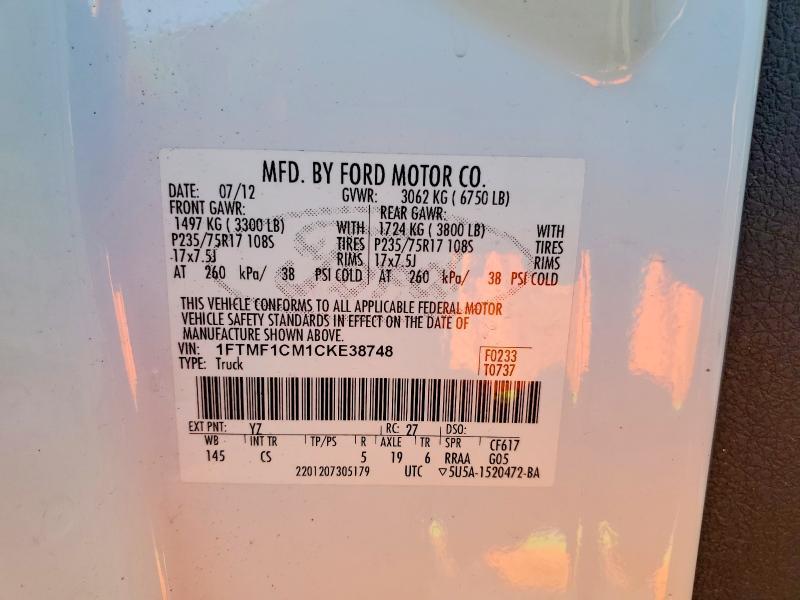 MFD. BY FORD MOTOR CO.
DATE: 07/12 GVWR: 3062 KG ( 6750 LB)
FRONT GAWR: REAR GAWR:
1497 KG ( 3300 LB) WITH 1724 KG ( 3800 LB) WITH
P235/75R17 108S TIRES P235/75R17 108S TIRES
17x7.5J RIMS 17x7.5J RIMS
AT 260 kPa/ 38 PSI COLD AT 260 kPa/ 38 PSI COLD
THIS VEHICLE CONFORMS TO ALL APPLICABLE FEDERAL MOTOR
VEHICLE SAFETY STANDARDS IN EFFECT ON THE DATE OF
MANUFACTURE SHOWN ABOVE.
VIN: 1FTMF1CM1CKE38748 F0233
TYPE: Truck T0737
EXT PNT: YZ RC: 27 DSO:
WB INT TR TP/PS R AXLE TR SPR CF617
145 CS 5 19 6 RRAA G05
2201207305179 UTC ▽5U5A-1520472-BA